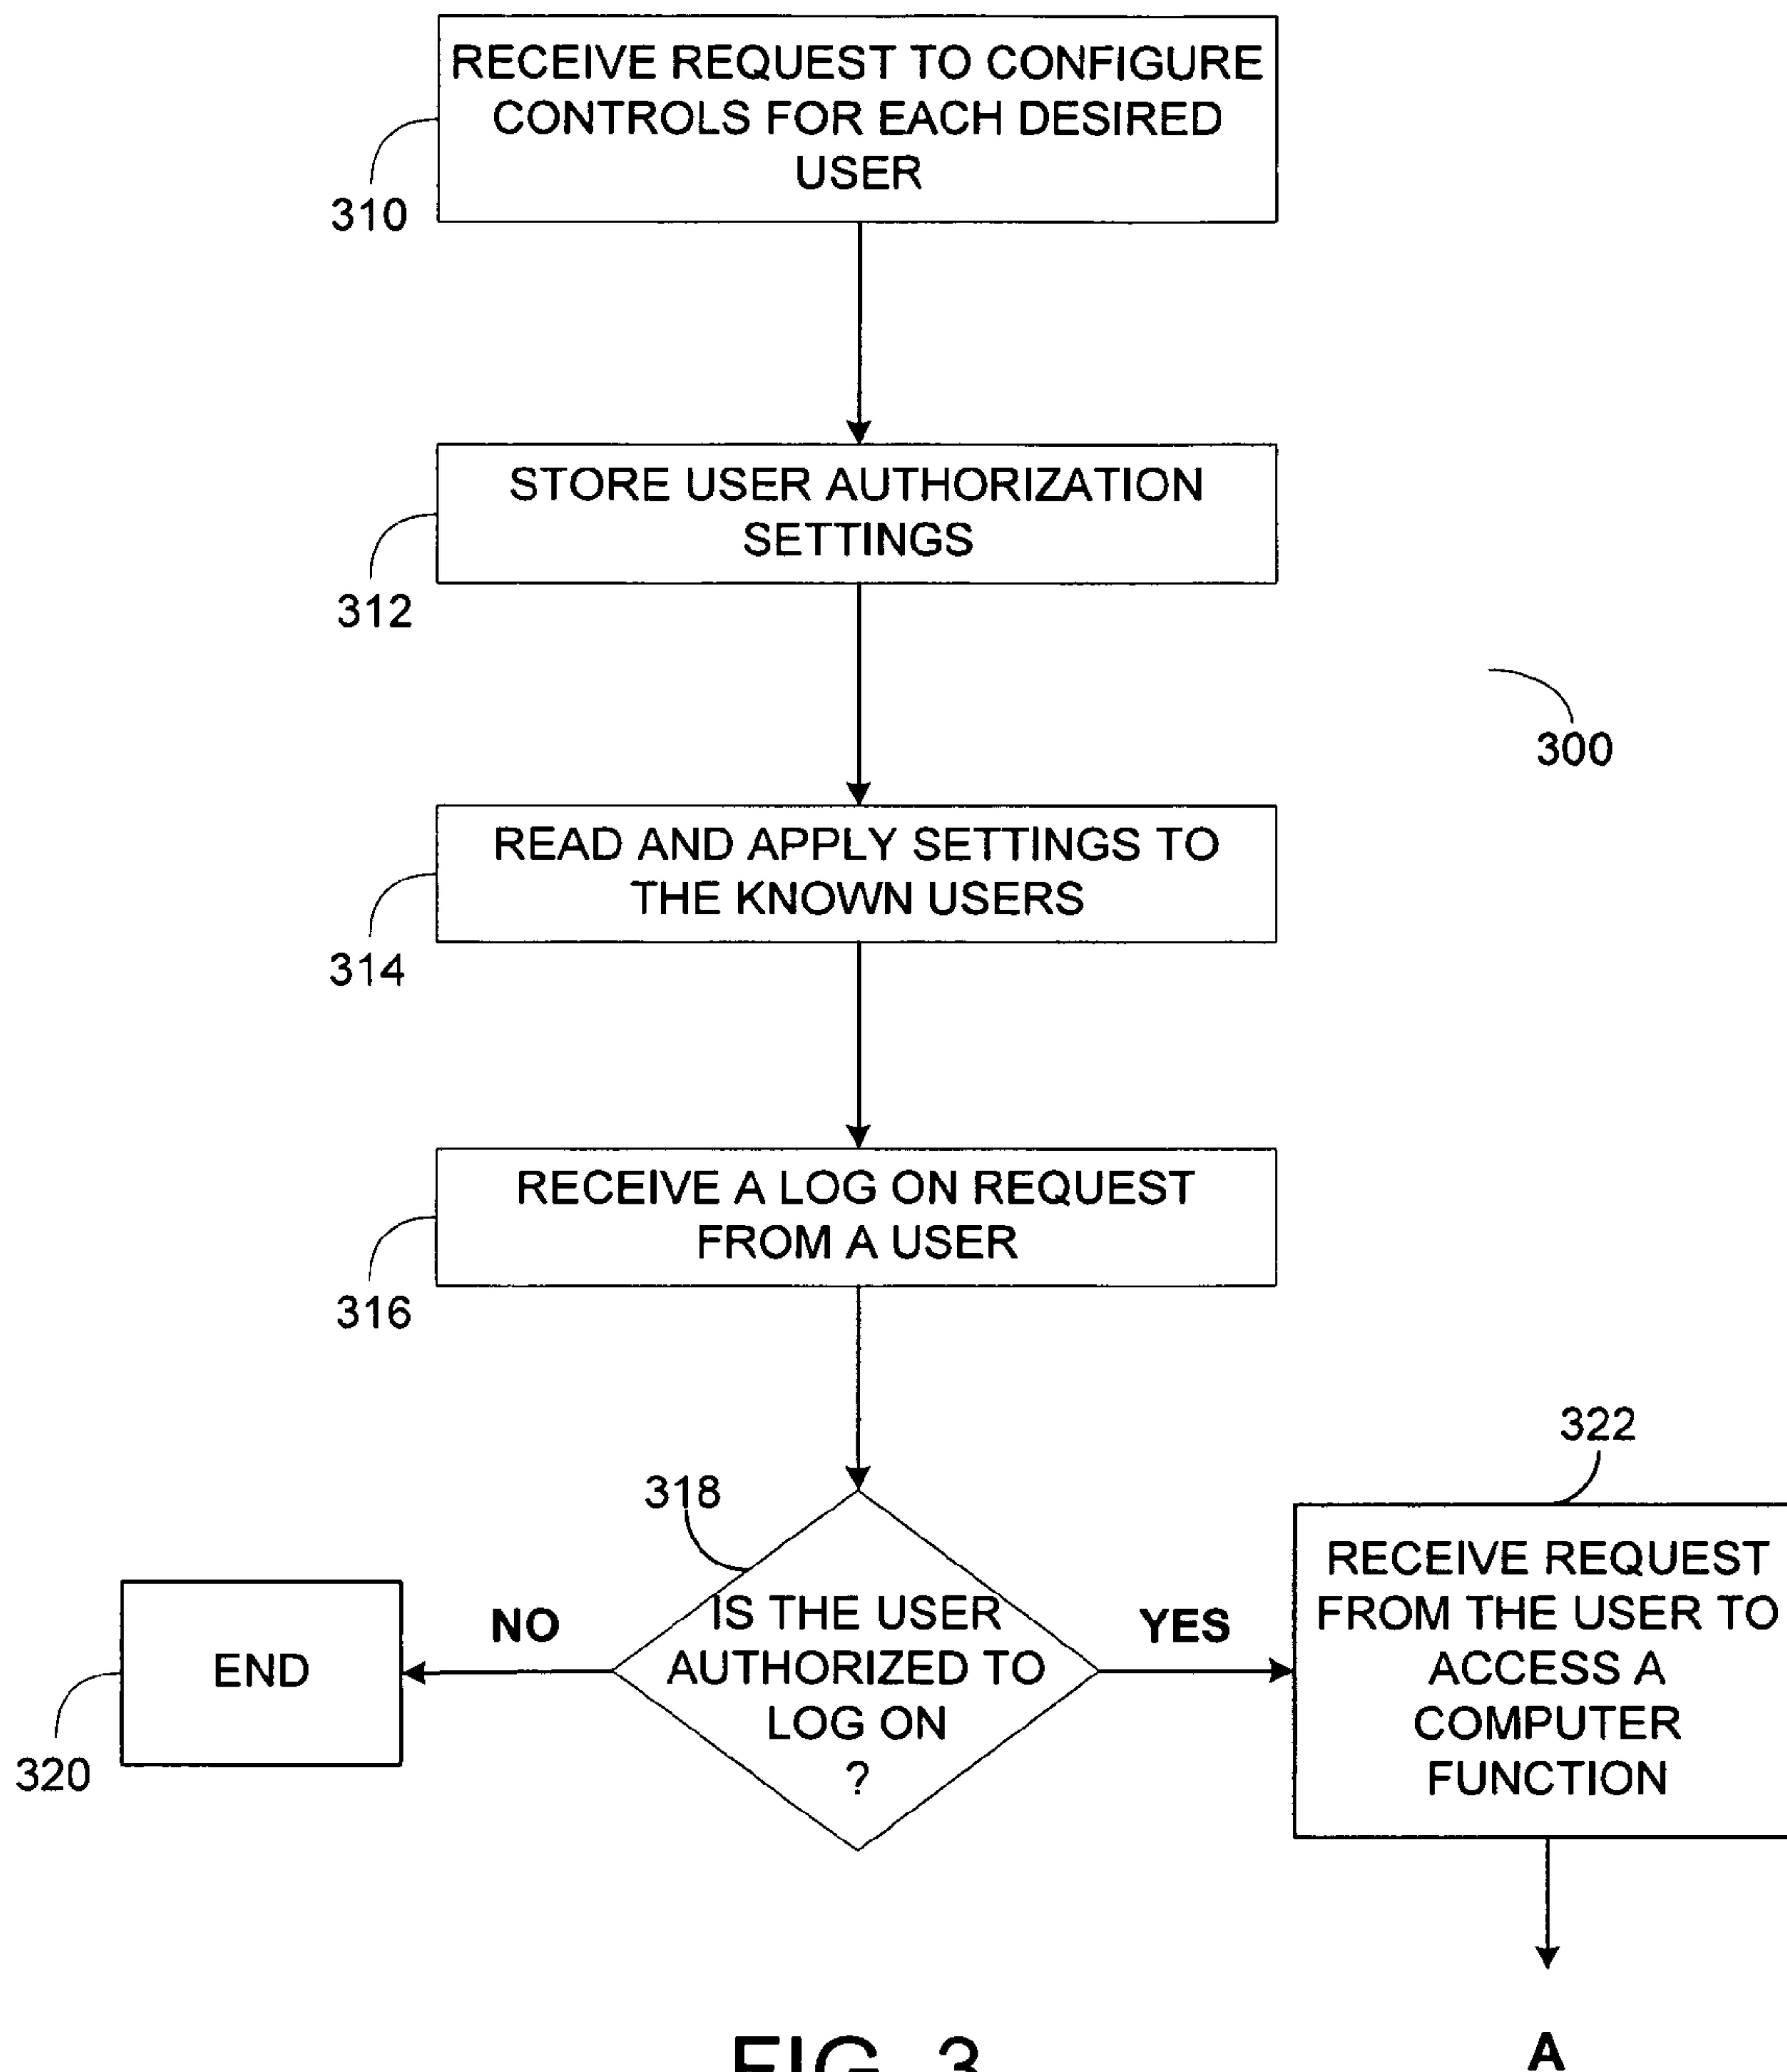 RECEIVE REQUEST TO CONFIGURE
CONTROLS FOR EACH DESIRED
USER
310
STORE USER AUTHORIZATION
SETTINGS
312
300
READ AND APPLY SETTINGS TO
THE KNOWN USERS
314
RECEIVE A LOG ON REQUEST
FROM A USER
316
318
IS THE USER
AUTHORIZED TO
LOG ON
?
NO
END
320
YES
322
RECEIVE REQUEST
FROM THE USER TO
ACCESS A
COMPUTER
FUNCTION
A
FIG. 3